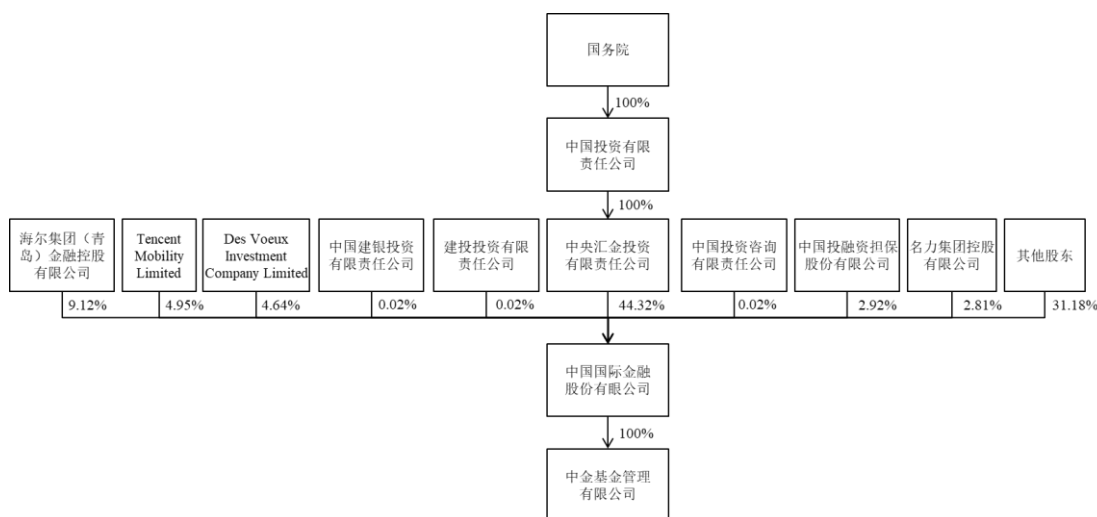 国务院
100%
中国投资有限
责任公司
100%
海尔集团（青
岛）金融控股
有限公司
Tencent
Mobility
Limited
Des Voeux
Investment
Company Limited
中国建银投资
有限责任公司
建投投资有限
责任公司
中央汇金投资
有限责任公司
中国投资咨询
有限责任公司
中国投融资担保
股份有限公司
名力集团控股
有限公司
其他股东
9.12%
4.95%
4.64%
0.02%
0.02%
44.32%
0.02%
2.92%
2.81%
31.18%
中国国际金融
股份有眼公司
100%
中金基金管理
有限公司